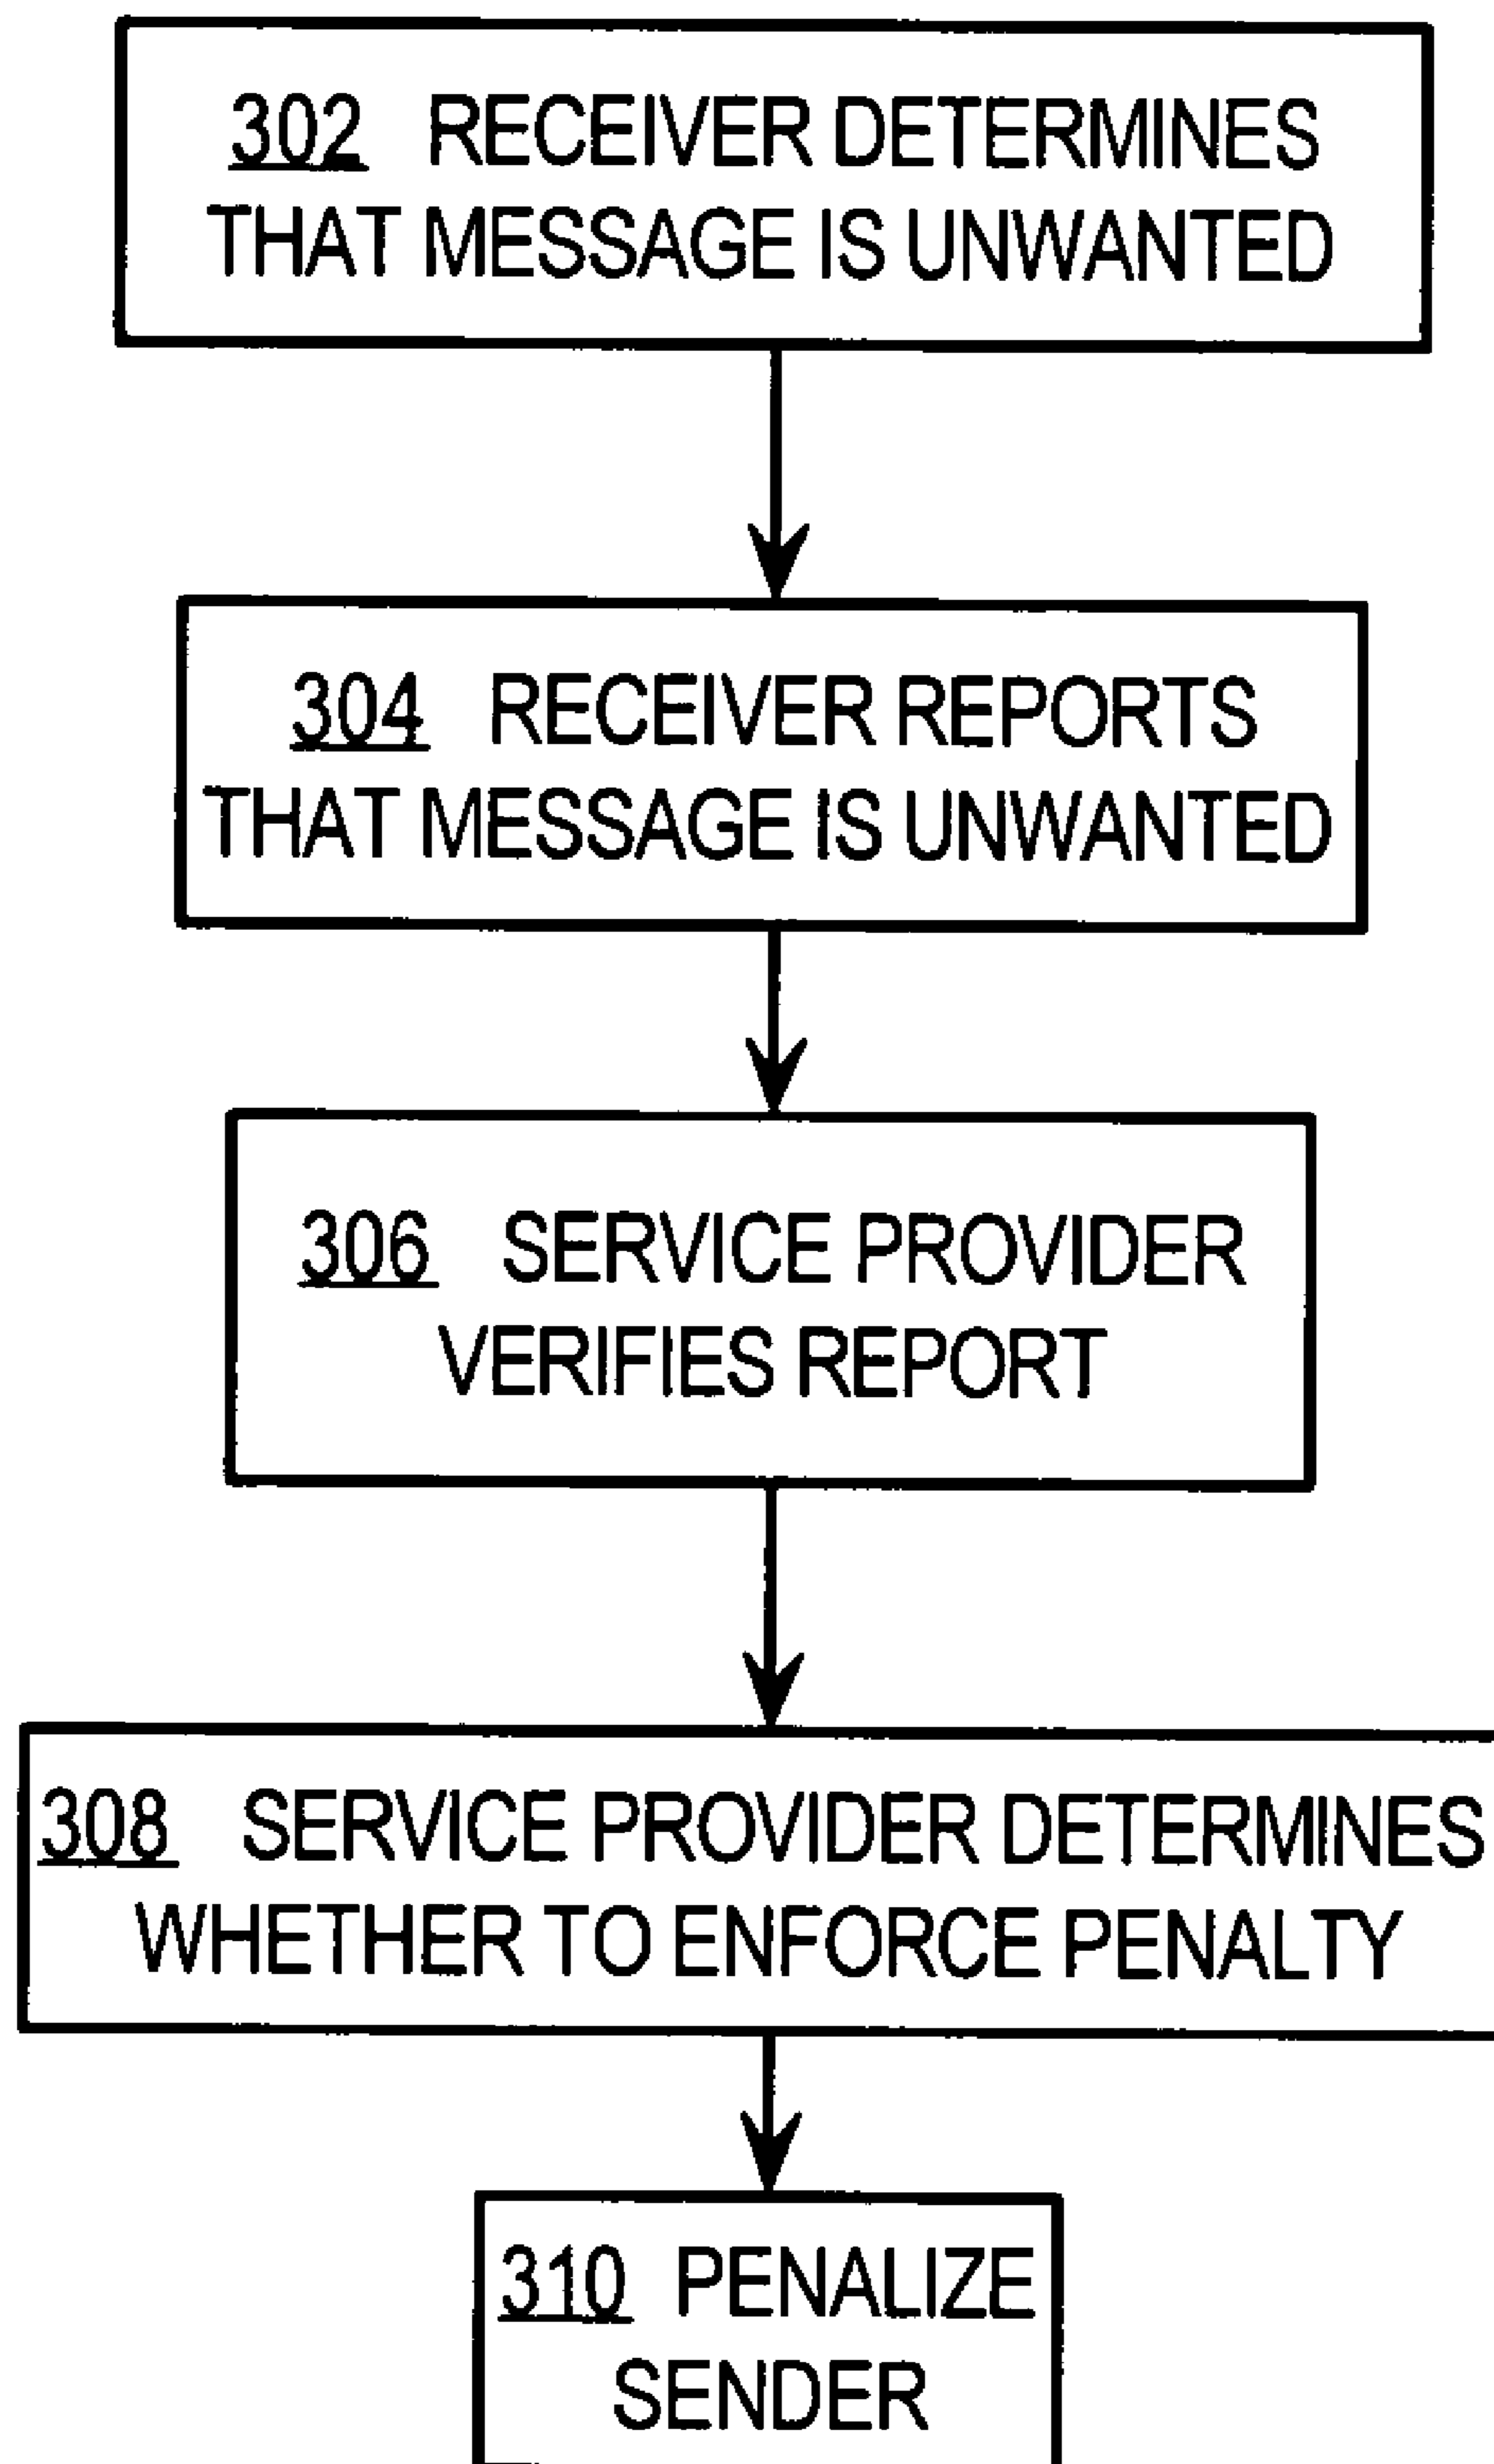 302 RECEIVER DETERMINES
THAT MESSAGE IS UNWANTED
304 RECEIVER REPORTS
THAT MESSAGE IS UNWANTED
306 SERVICE PROVIDER
VERIFIES REPORT
308 SERVICE PROVIDER DETERMINES
WHETHER TO ENFORCE PENALTY
310 PENALIZE
SENDER